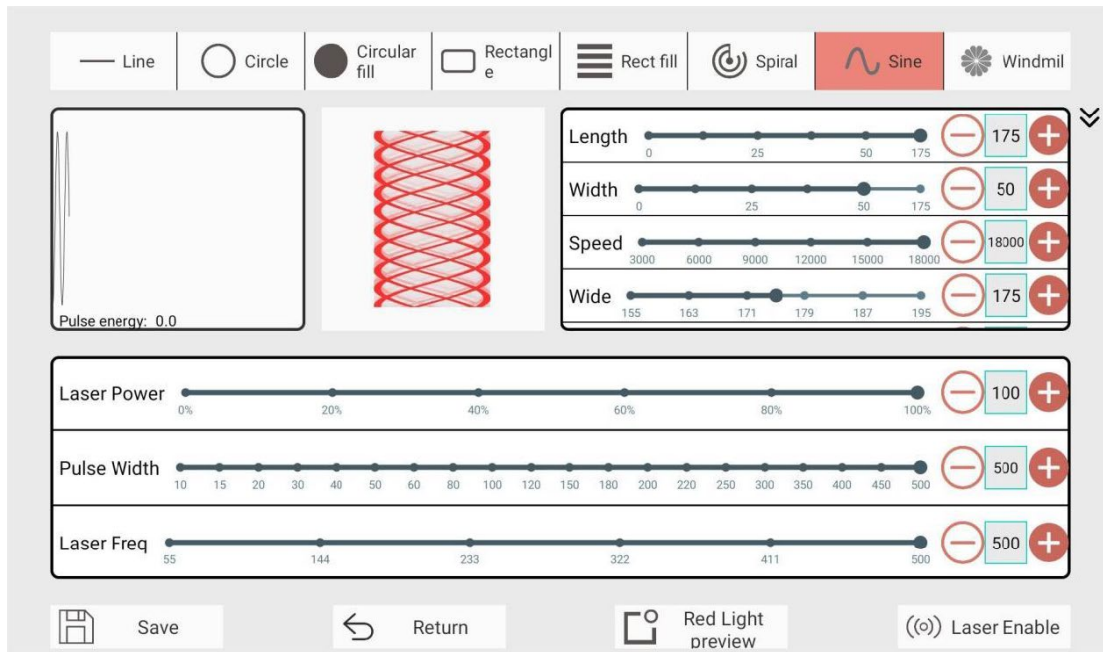 Line
Circle
Circular
fill
Rectangl
e
Rect fill
Spiral
Sine
Windmil
Pulse energy: 0.0
Length
0 25 50 175
175
Width
0 25 50 175
50
Speed
3000 6000 9000 12000 15000 18000
18000
Wide
155 163 171 179 187 195
175
Laser Power
0% 20% 40% 60% 80% 100%
100
Pulse Width
10 15 20 30 40 50 60 80 100 120 150 180 200 220 250 300 350 400 450 500
500
Laser Freq
55 144 233 322 411 500
500
Save
Return
Red Light
preview
((o)) Laser Enable